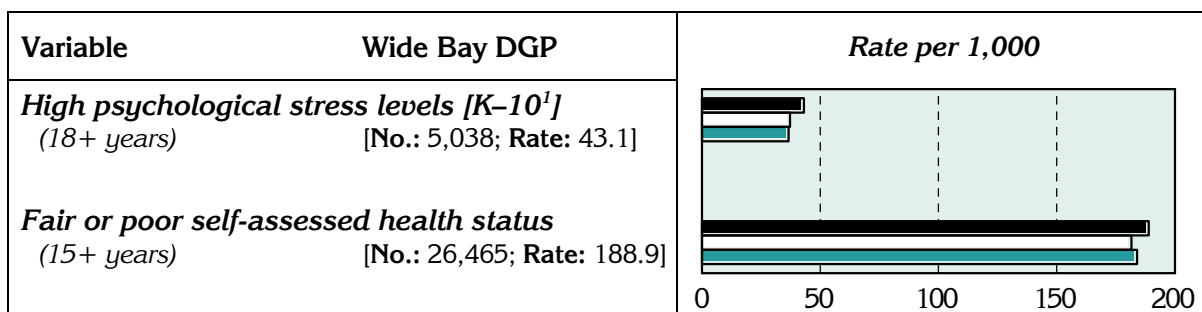 Variable Wide Bay DGP Rate per 1,000
High psychological stress levels [K–10¹]
(18+ years) [No.: 5,038; Rate: 43.1]
Fair or poor self-assessed health status
(15+ years) [No.: 26,465; Rate: 188.9]
0 50 100 150 200